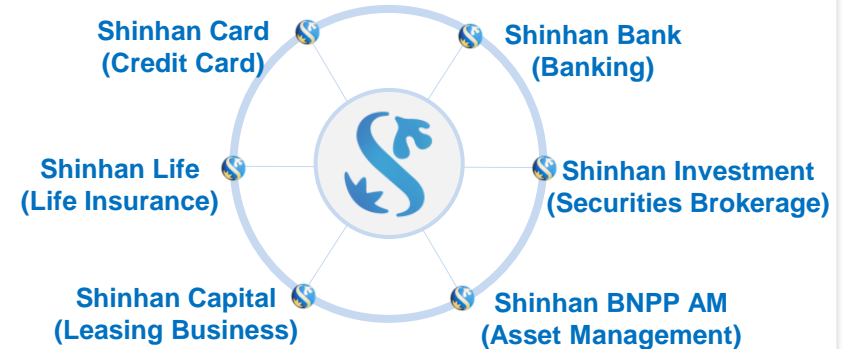 Shinhan Card
(Credit Card)
Shinhan Bank
(Banking)
Shinhan Life
(Life Insurance)
Shinhan Investment
(Securities Brokerage)
Shinhan Capital
(Leasing Business)
Shinhan BNPP AM
(Asset Management)